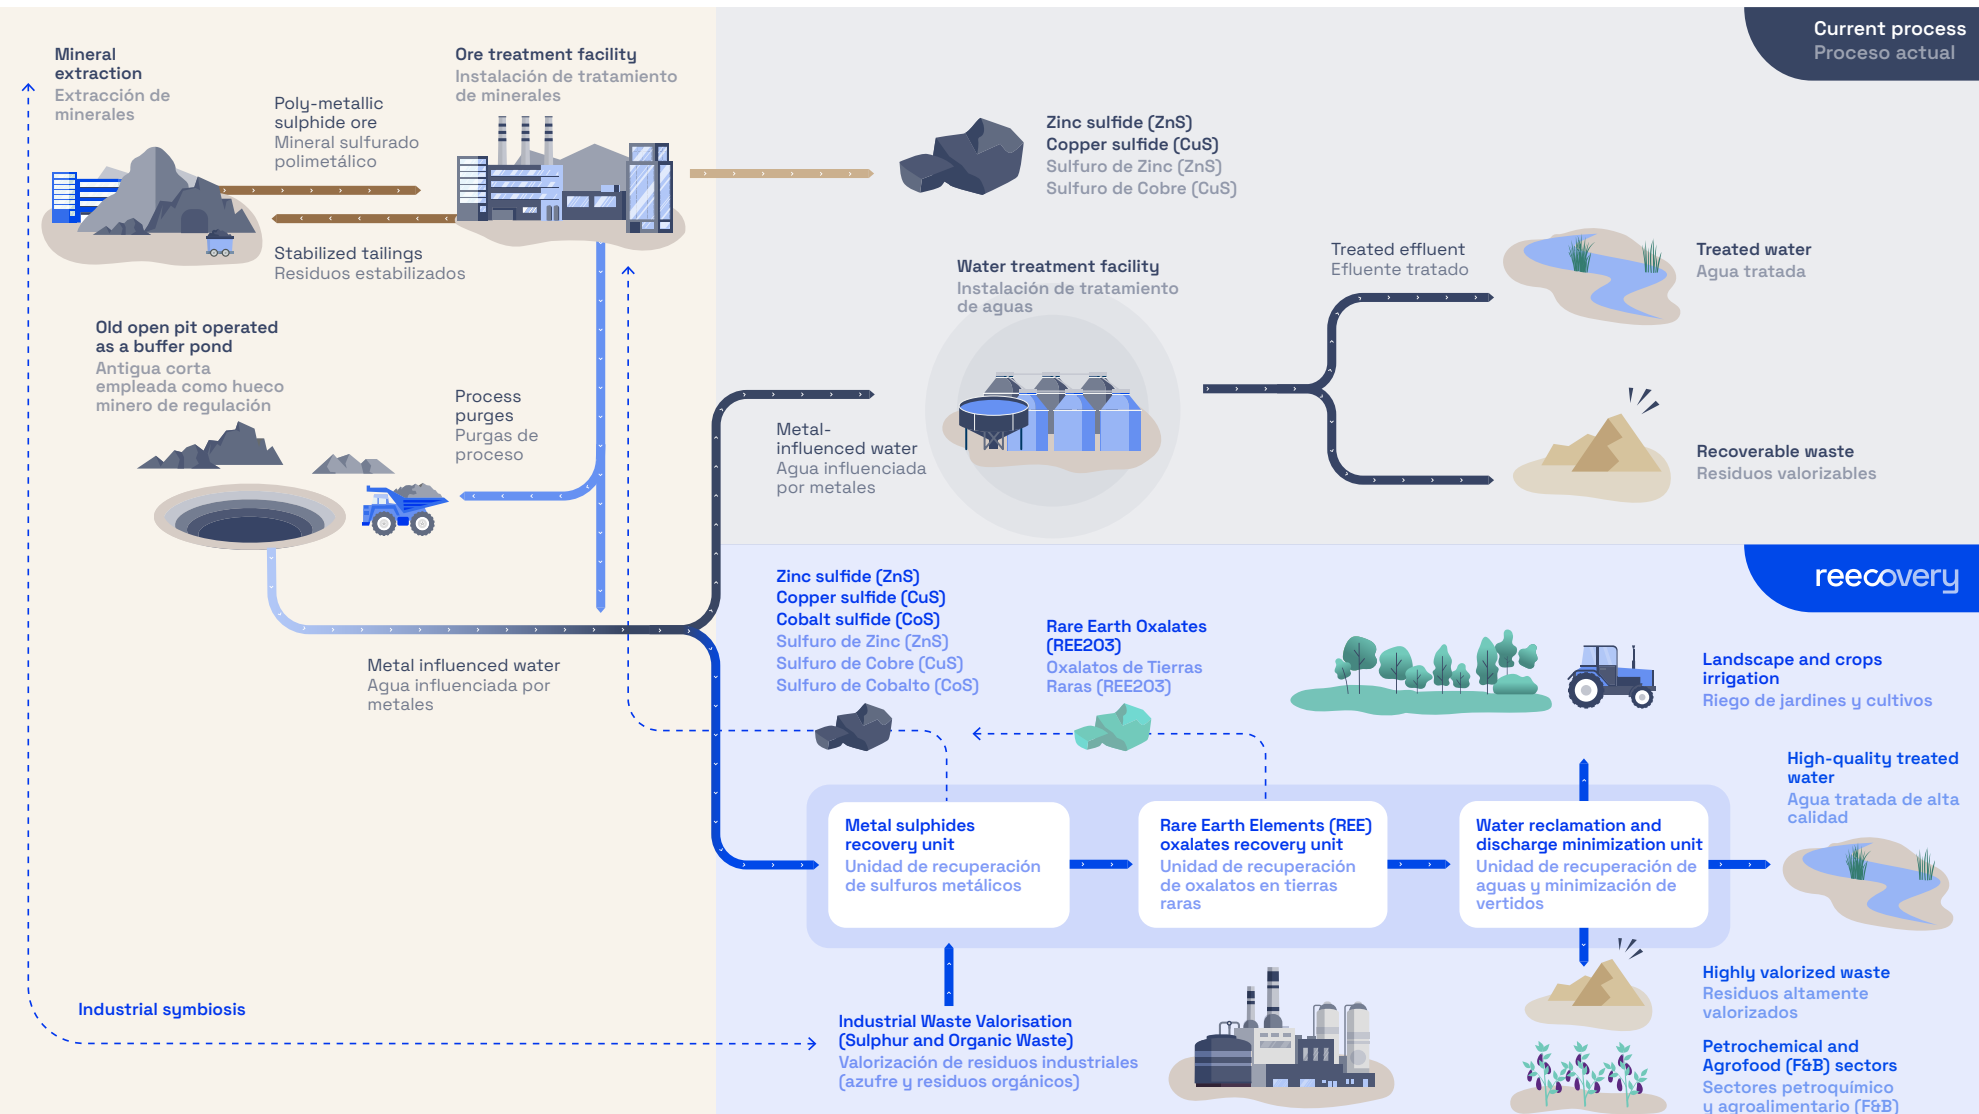 Current process
Proceso actual
Mineral
extraction
Extracción de
minerales
Poly-metallic
sulphide ore
Mineral sulfurado
polimetálico
Ore treatment facility
Instalación de tratamiento
de minerales
Stabilized tailings
Residuos estabilizados
Zinc sulfide (ZnS)
Copper sulfide (CuS)
Sulfuro de Zinc (ZnS)
Sulfuro de Cobre (CuS)
Old open pit operated
as a buffer pond
Antigua corta
empleada como hueco
minero de regulación
Process
purges
Purgas de
proceso
Water treatment facility
Instalación de tratamiento
de aguas
Metal-
influenced water
Agua influenciada
por metales
Treated effluent
Efluente tratado
Treated water
Agua tratada
Recoverable waste
Residuos valorizables
Metal influenced water
Agua influenciada por
metales
reecovery
Zinc sulfide (ZnS)
Copper sulfide (CuS)
Cobalt sulfide (CoS)
Sulfuro de Zinc (ZnS)
Sulfuro de Cobre (CuS)
Sulfuro de Cobalto (CoS)
Rare Earth Oxalates
(REE2O3)
Oxalatos de Tierras
Raras (REE2O3)
Landscape and crops
irrigation
Riego de jardines y cultivos
High-quality treated
water
Agua tratada de alta
calidad
Metal sulphides
recovery unit
Unidad de recuperación
de sulfuros metálicos
Rare Earth Elements (REE)
oxalates recovery unit
Unidad de recuperación
de oxalatos en tierras
raras
Water reclamation and
discharge minimization unit
Unidad de recuperación de
aguas y minimización de
vertidos
Highly valorized waste
Residuos altamente
valorizados
Industrial symbiosis
Industrial Waste Valorisation
(Sulphur and Organic Waste)
Valorización de residuos industriales
(azufre y residuos orgánicos)
Petrochemical and
Agrofood (F&B) sectors
Sectores petroquímico
y agroalimentario (F&B)